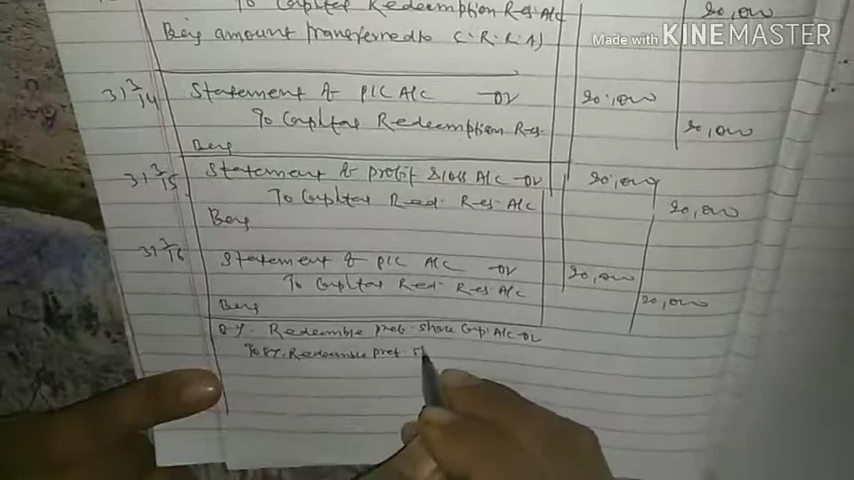 To Capital Redemption Res. A/c
20,000
Being amount transferred to C.R.R.A)
Made with KINEMASTER
31 3/14 Statement of P/L A/c Dr 20,000
To Capital Redeemption Res. 20,000
Being
31 3/15 Statement of profit & loss A/c Dr 20,000
To Capital Red. Res. A/c 20,000
Being
31 3/16 Statement of P/L A/c Dr 20,000
To Capital Red. Res. A/c 20,000
Being
8%. Redeemable pref. share Cap. A/c Dr
To 8%. Redeemable pref. S